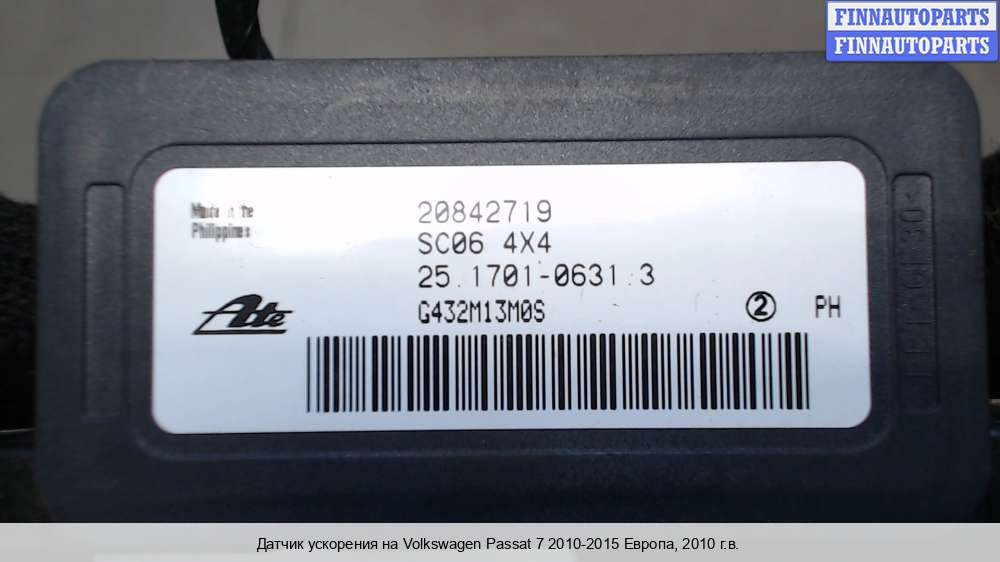 FINNAUTOPARTS
FINNAUTOPARTS
Made in the
Philippines
20842719
SC06 4X4
25.1701-0631.3
G432M13M0S
Ate
2
PH
Датчик ускорения на Volkswagen Passat 7 2010-2015 Европа, 2010 г.в.